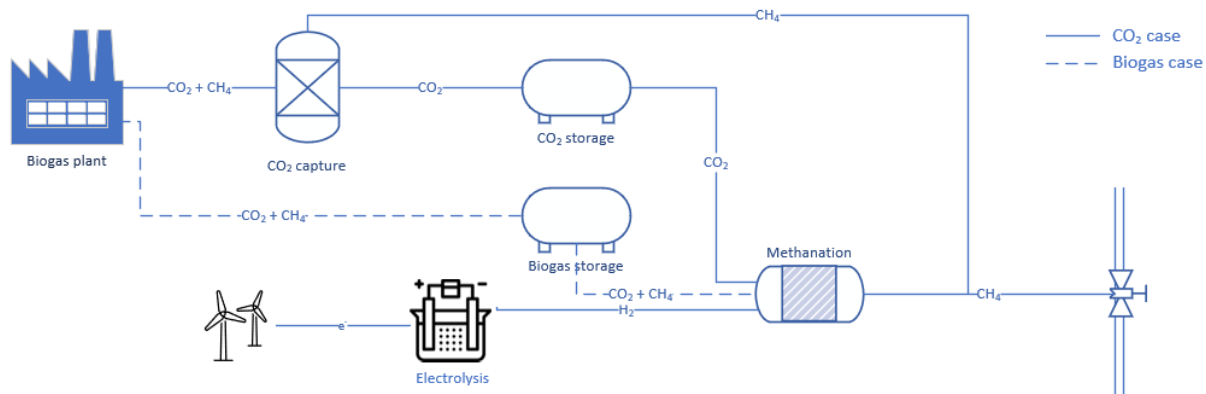 CH₄
CO₂ case
Biogas case
CO₂ + CH₄
CO₂
CO₂ storage
Biogas plant
CO₂ capture
CO₂
CO₂ + CH₄
Biogas storage
Methanation
CO₂ + CH₄
CH₄
H₂
+ −
e⁻
Electrolysis